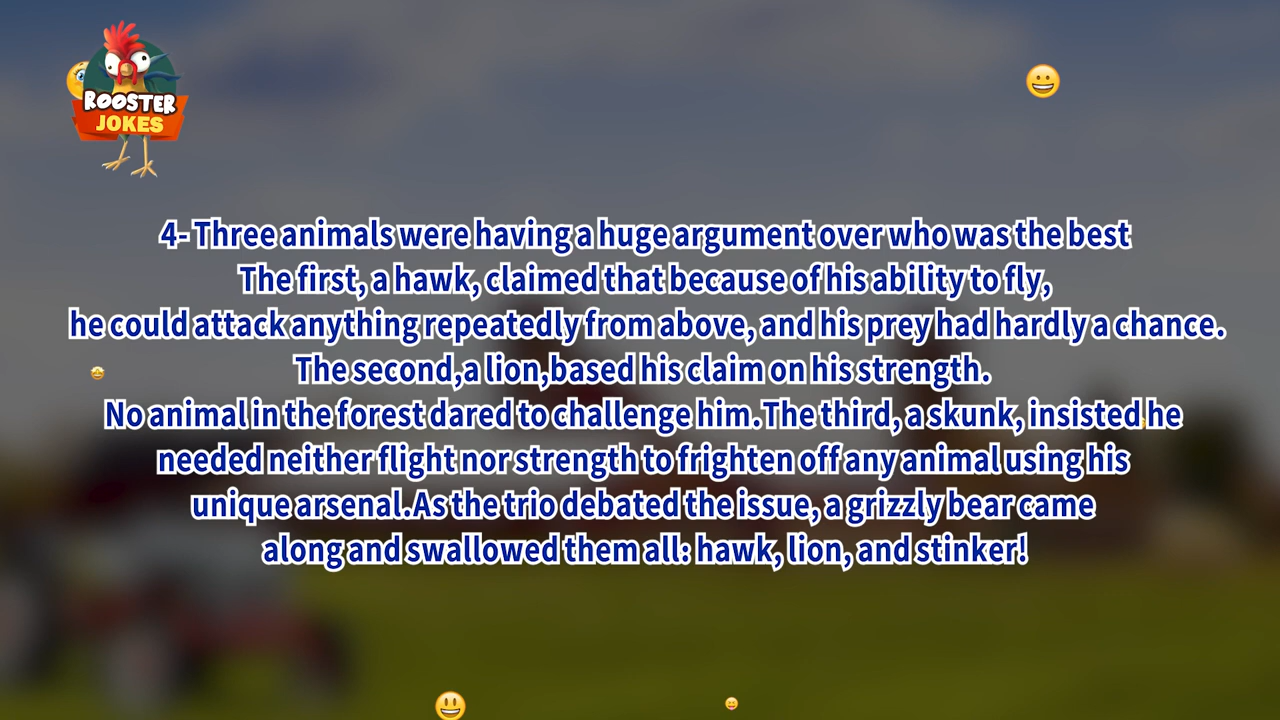 ROOSTER
JOKES
4- Three animals were having a huge argument over who was the best
The first, a hawk, claimed that because of his ability to fly,
he could attack anything repeatedly from above, and his prey had hardly a chance.
The second,a lion,based his claim on his strength.
No animal in the forest dared to challenge him.The third, a skunk, insisted he
needed neither flight nor strength to frighten off any animal using his
unique arsenal.As the trio debated the issue, a grizzly bear came
along and swallowed them all: hawk, lion, and stinker!